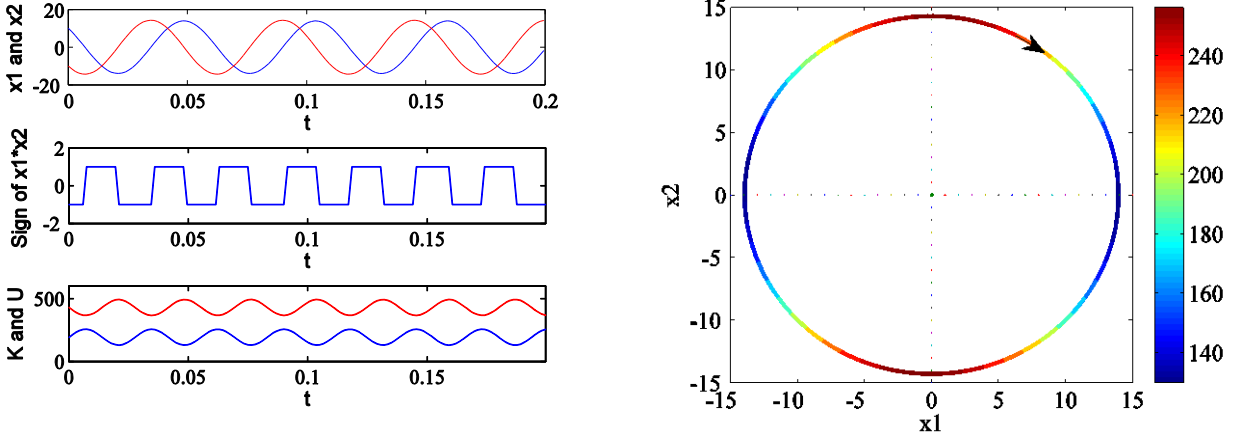 x1 and x2
20
0
-20
0 0.05 0.1 0.15 0.2
t
Sign of x1*x2
2
0
-2
0 0.05 0.1 0.15
t
K and U
500
0
0 0.05 0.1 0.15
t
x2
15
10
5
0
-5
-10
-15
-15 -10 -5 0 5 10 15
x1
240
220
200
180
160
140